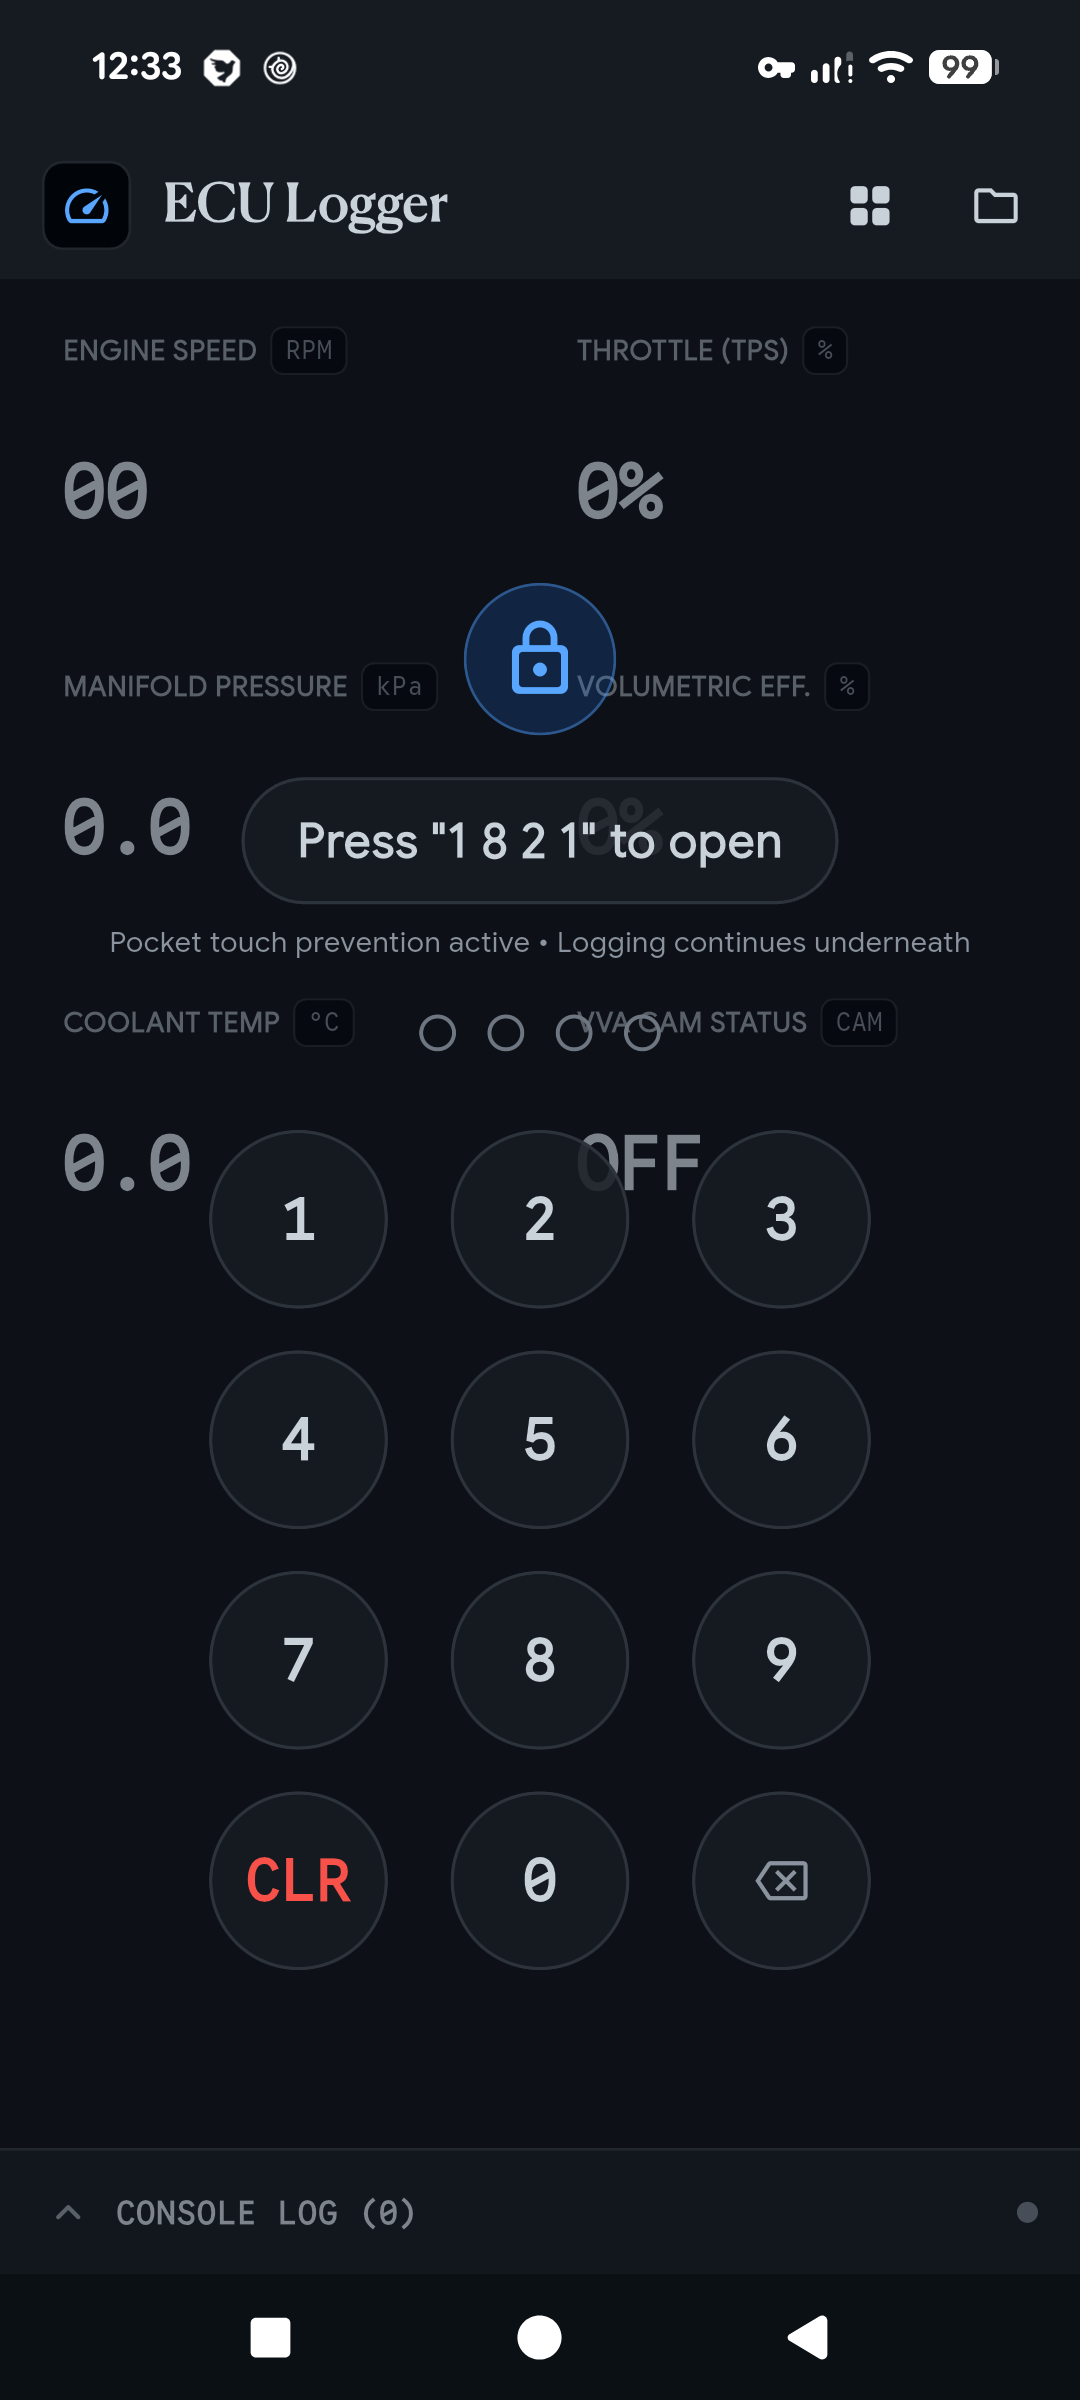 12:33
99
ECU Logger
ENGINE SPEED RPM
THROTTLE (TPS) %
00
0%
MANIFOLD PRESSURE kPa
VOLUMETRIC EFF. %
0.0
0%
Press "1 8 2 1" to open
Pocket touch prevention active • Logging continues underneath
COOLANT TEMP °C
VVA CAM STATUS CAM
0.0
OFF
1 2 3
4 5 6
7 8 9
CLR 0
CONSOLE LOG (0)